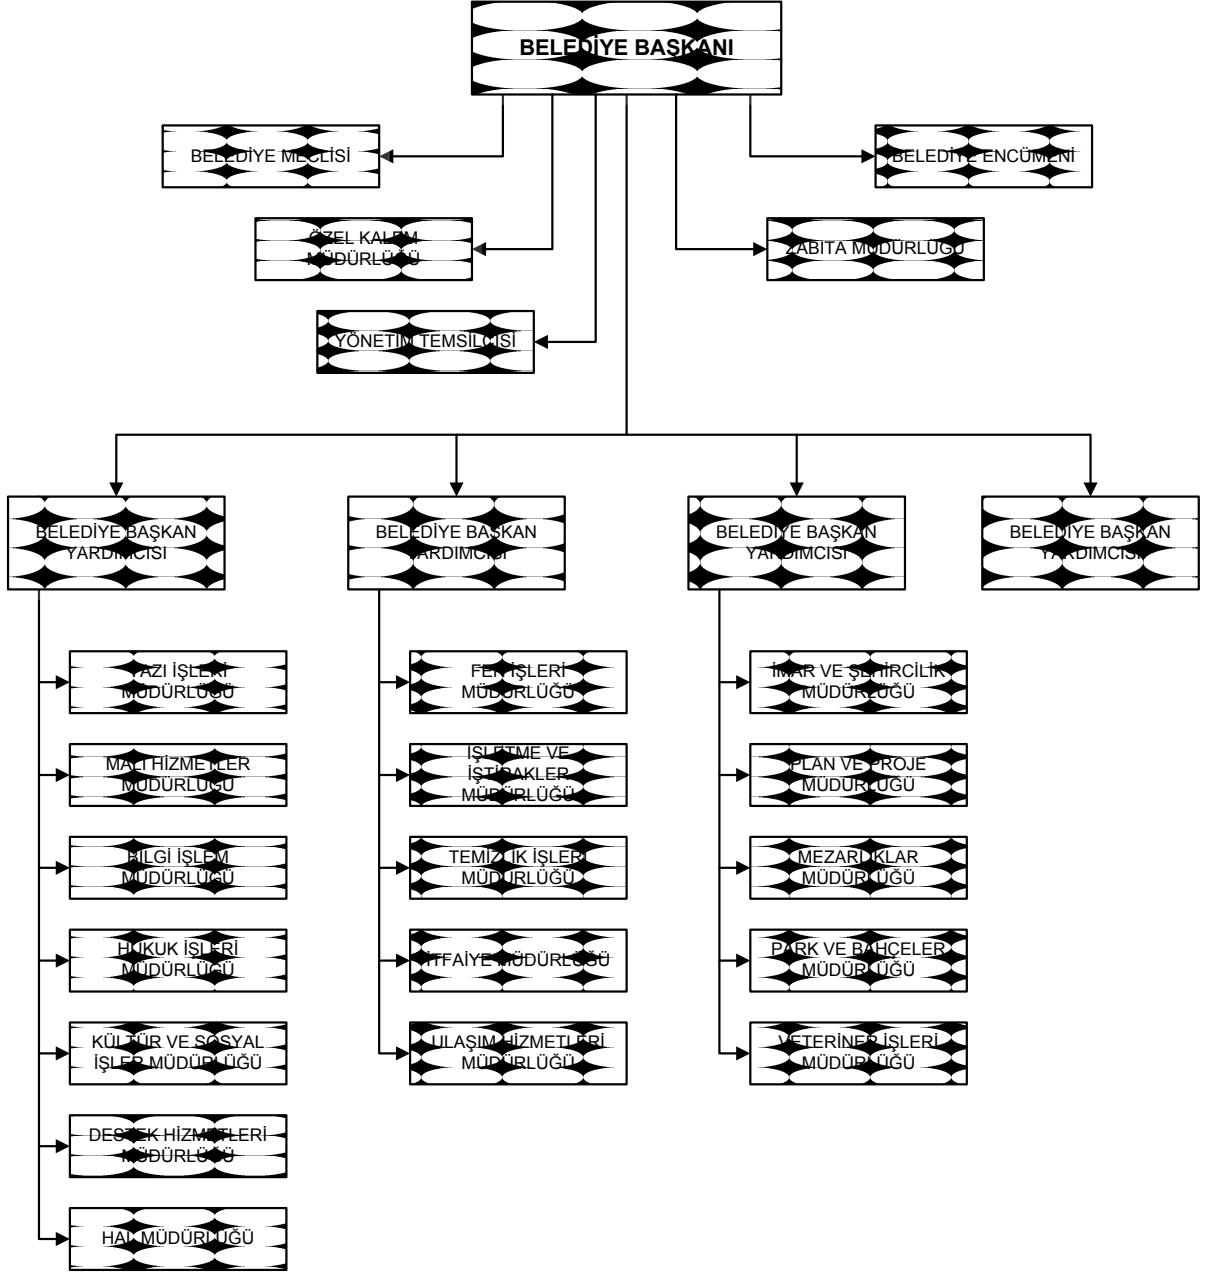 BELEDİYE BAŞKANI
BELEDİYE MECLİSİ
BELEDİYE ENCÜMENİ
ÖZEL KALEM
MÜDÜRLÜĞÜ
ZABITA MÜDÜRLÜĞÜ
YÖNETİM TEMSİLCİSİ
BELEDİYE BAŞKAN
YARDIMCISI
BELEDİYE BAŞKAN
YARDIMCISI
BELEDİYE BAŞKAN
YARDIMCISI
BELEDİYE BAŞKAN
YARDIMCISI
YAZI İŞLERİ
MÜDÜRLÜĞÜ
MALİ HİZMETLER
MÜDÜRLÜĞÜ
BİLGİ İŞLEM
MÜDÜRLÜĞÜ
HUKUK İŞLERİ
MÜDÜRLÜĞÜ
KÜLTÜR VE SOSYAL
İŞLER MÜDÜRLÜĞÜ
DESTEK HİZMETLERİ
MÜDÜRLÜĞÜ
HAL MÜDÜRLÜĞÜ
FEN İŞLERİ
MÜDÜRLÜĞÜ
İŞLETME VE
İŞTİRAKLER
MÜDÜRLÜĞÜ
TEMİZLİK İŞLERİ
MÜDÜRLÜĞÜ
İTFAİYE MÜDÜRLÜĞÜ
ULAŞIM HİZMETLERİ
MÜDÜRLÜĞÜ
İMAR VE ŞEHİRCİLİK
MÜDÜRLÜĞÜ
PLAN VE PROJE
MÜDÜRLÜĞÜ
MEZARLIKLAR
MÜDÜRLÜĞÜ
PARK VE BAHÇELER
MÜDÜRLÜĞÜ
VETERİNER İŞLERİ
MÜDÜRLÜĞÜ